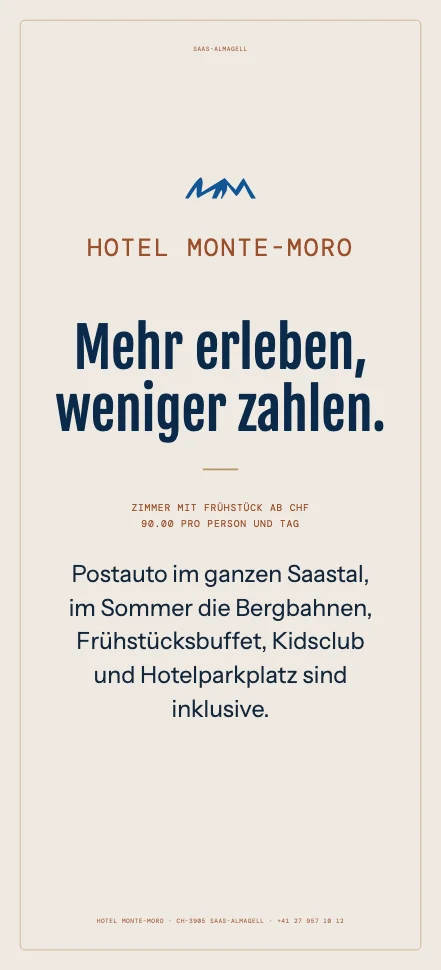 SAAS-ALMAGELL
HOTEL MONTE-MORO
Mehr erleben,
weniger zahlen.
ZIMMER MIT FRÜHSTÜCK AB CHF
90.00 PRO PERSON UND TAG
Postauto im ganzen Saastal,
im Sommer die Bergbahnen,
Frühstücksbuffet, Kidsclub
und Hotelparkplatz sind
inklusive.
HOTEL MONTE-MORO · CH-3905 SAAS-ALMAGELL · +41 27 957 10 12